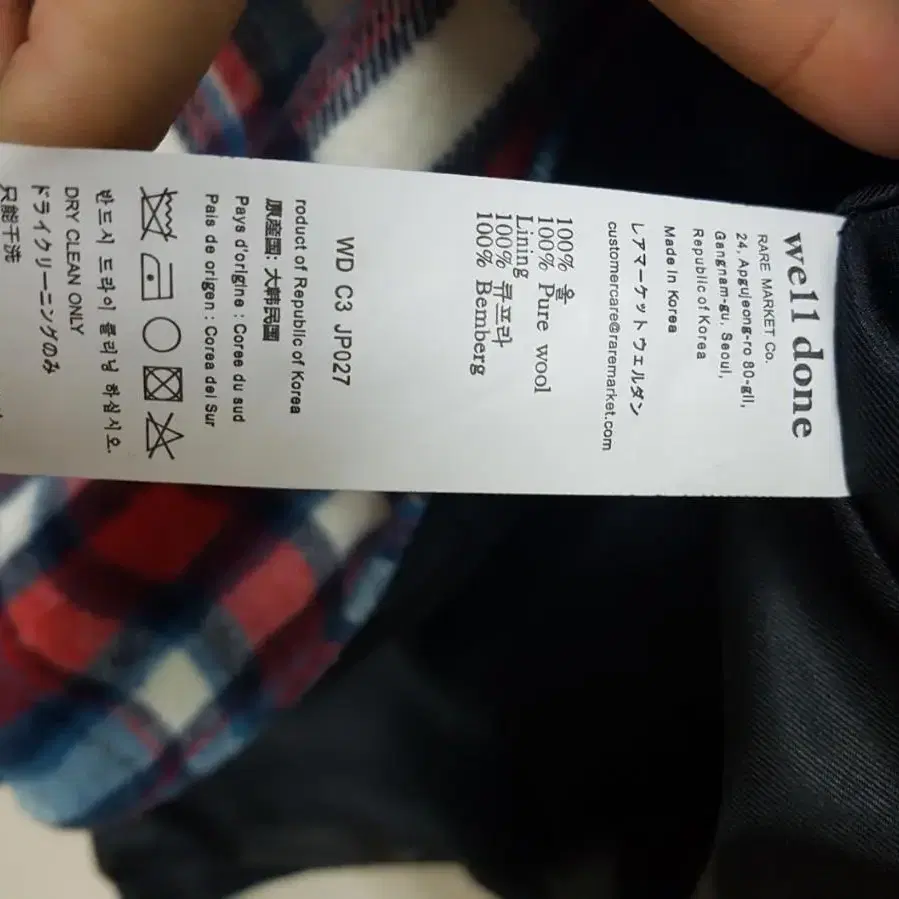 well done
RARE MARKET Co.
24, Apgujeong-ro 80-gil,
Gangnam-gu, Seoul,
Republic of Korea
Made in Korea
レアマーケットウェルダン
customercare@raremarket.com
100% 울
100% Pure wool
Lining
100% 큐프라
100% Bemberg
WD C3 JP027
roduct of Republic of Korea
原産国: 大韩民国
Pays d'origine : Coree du sud
Pais de origen : Corea del Sur
반드시 드라이 클리닝 하십시오.
DRY CLEAN ONLY
ドライクリーニングのみ
只能干洗